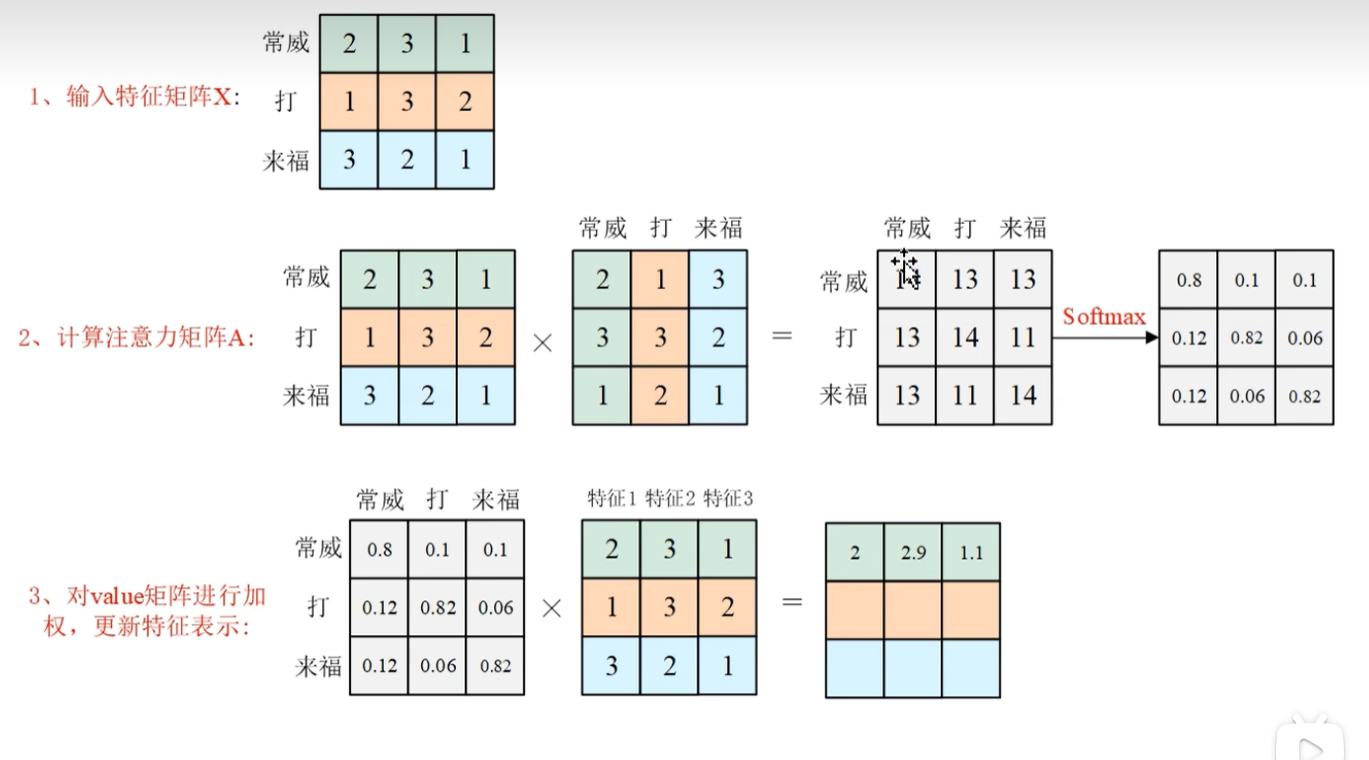 常威 2 3 1
1、输入特征矩阵X: 打 1 3 2
来福 3 2 1
常威 打 来福
常威 打 来福
常威 2 3 1
2 1 3
常威 13 13
2、计算注意力矩阵A: 打 1 3 2
×
3 3 2
=
打 13 14 11
Softmax
来福 3 2 1
1 2 1
来福 13 11 14
0.8 0.1 0.1
0.12 0.82 0.06
0.12 0.06 0.82
常威 打 来福
特征1 特征2 特征3
常威 0.8 0.1 0.1
2 3 1
2 2.9 1.1
3、对value矩阵进行加
权，更新特征表示:
打 0.12 0.82 0.06
×
1 3 2
=
来福 0.12 0.06 0.82
3 2 1